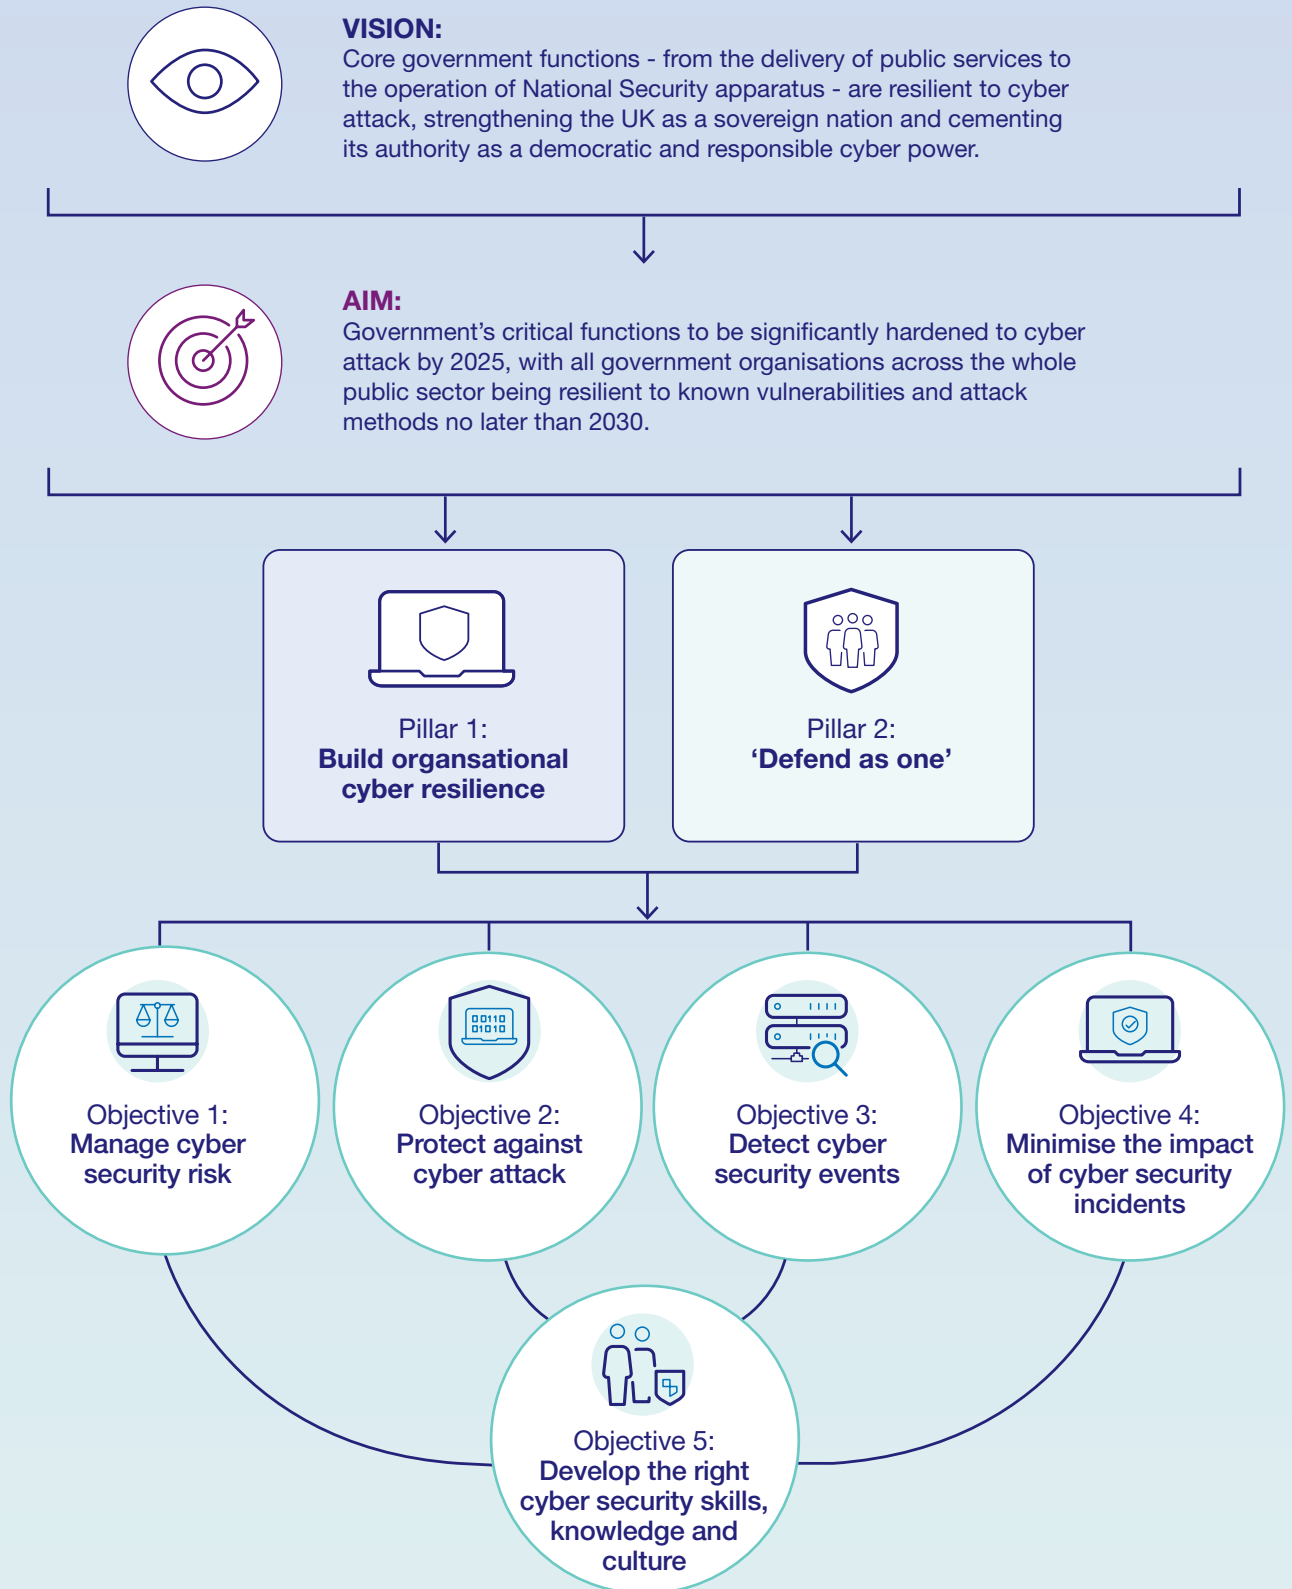 VISION:
Core government functions - from the delivery of public services to
the operation of National Security apparatus - are resilient to cyber
attack, strengthening the UK as a sovereign nation and cementing
its authority as a democratic and responsible cyber power.
AIM:
Government’s critical functions to be significantly hardened to cyber
attack by 2025, with all government organisations across the whole
public sector being resilient to known vulnerabilities and attack
methods no later than 2030.
Pillar 1:
Build organsational
cyber resilience
Pillar 2:
‘Defend as one’
Objective 1:
Manage cyber
security risk
00110
01010
Objective 2:
Protect against
cyber attack
Objective 3:
Detect cyber
security events
Objective 4:
Minimise the impact
of cyber security
incidents
Objective 5:
Develop the right
cyber security skills,
knowledge and
culture